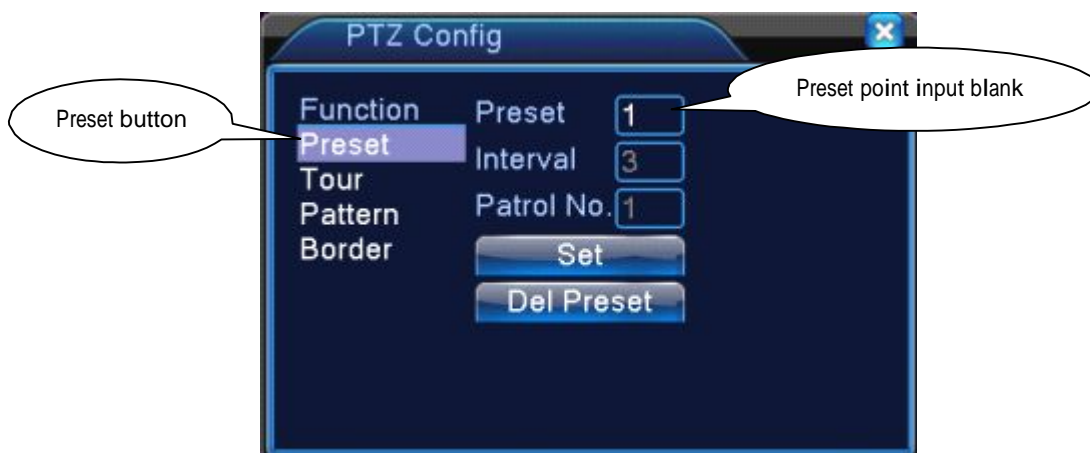 PTZ Config
Preset button
Preset point input blank
Function
Preset
Tour
Pattern
Border
Preset 1
Interval 3
Patrol No. 1
Set
Del Preset